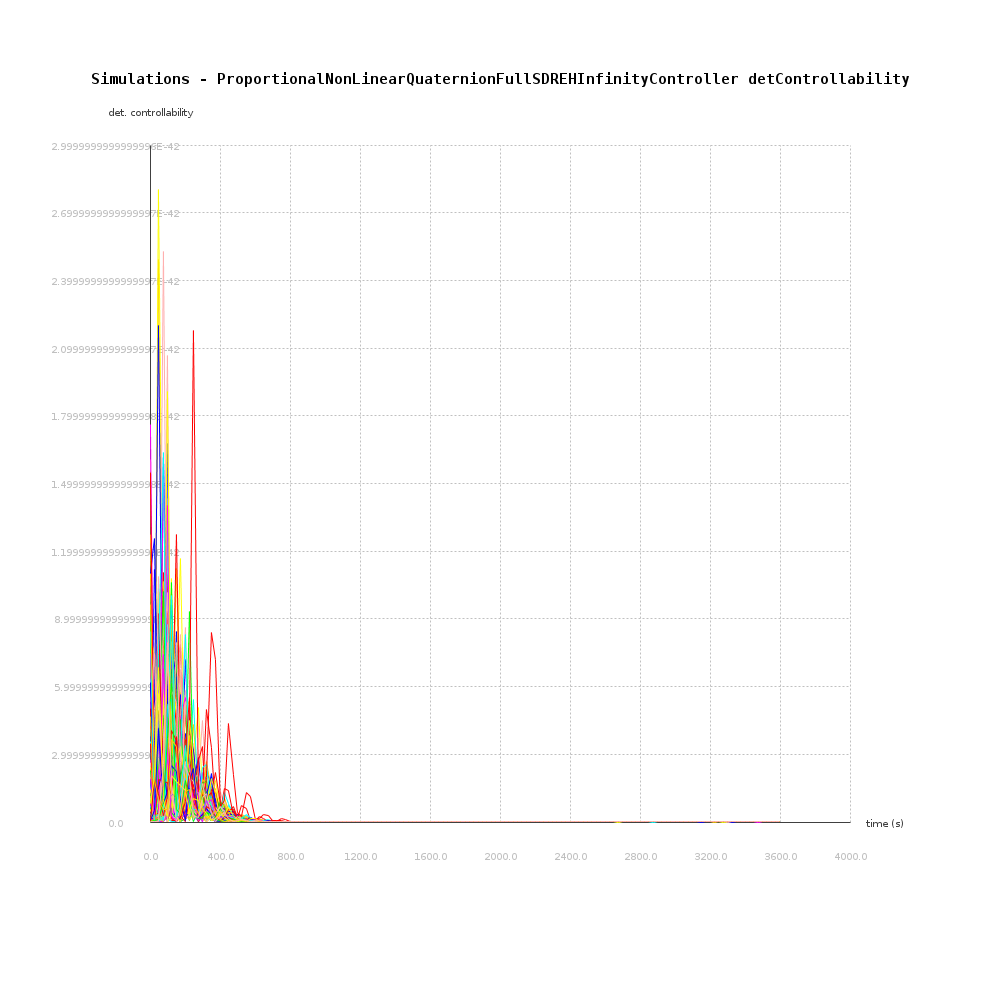 Simulations - ProportionalNonLinearQuaternionFullSDREHInfinityController detControllability
det. controllability
2.9999999999999996E-42
2.6999999999999997E-42
2.3999999999999997E-42
2.0999999999999997E-42
1.7999999999999998E-42
1.4999999999999998E-42
0.0
time (s)
0.0 400.0 800.0 1200.0 1600.0 2000.0 2400.0 2800.0 3200.0 3600.0 4000.0